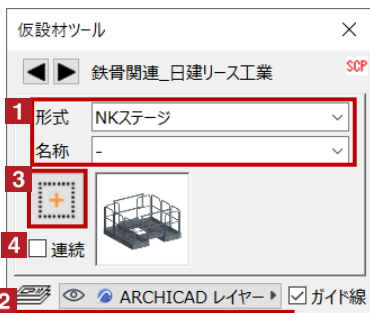 仮設材ツール
鉄骨関連_日建リース工業
SCP
1
形式 NKステージ
名称 -
3
4
連続
2
ARCHICAD レイヤー
ガイド線